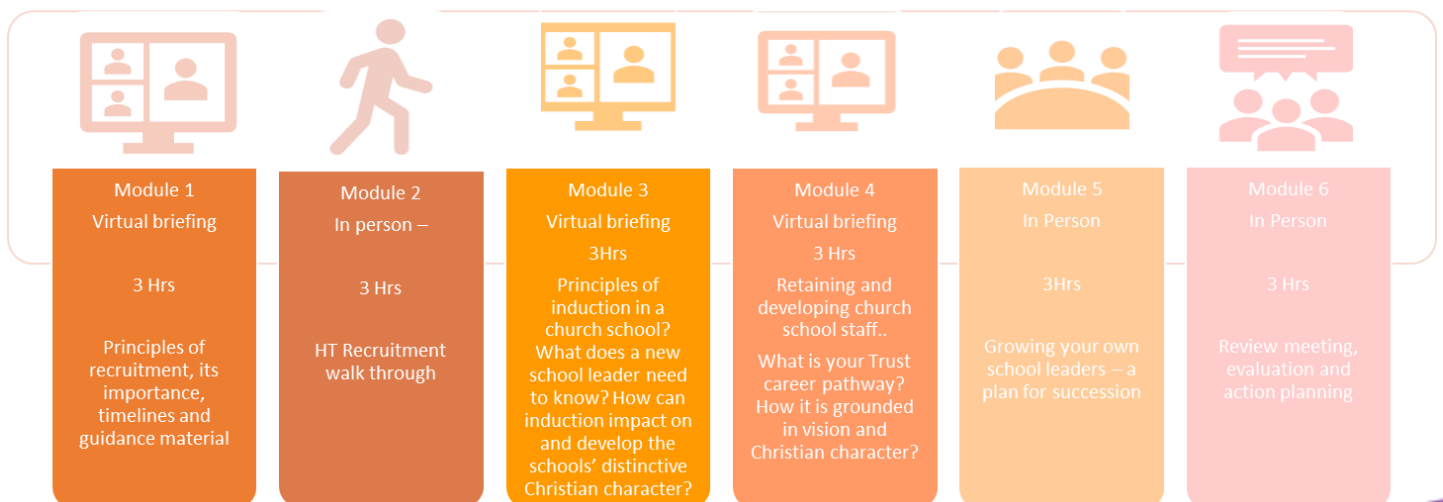 Module 1
Virtual briefing
3 Hrs
Principles of
recruitment, its
importance,
timelines and
guidance material
Module 2
In person –
3 Hrs
HT Recruitment
walk through
Module 3
Virtual briefing
3Hrs
Principles of
induction in a
church school?
What does a new
school leader need
to know? How can
induction impact on
and develop the
schools’ distinctive
Christian character?
Module 4
Virtual briefing
3 Hrs
Retaining and
developing church
school staff..
What is your Trust
career pathway?
How it is grounded
in vision and
Christian character?
Module 5
In Person
3Hrs
Growing your own
school leaders – a
plan for succession
Module 6
In Person
3 Hrs
Review meeting,
evaluation and
action planning